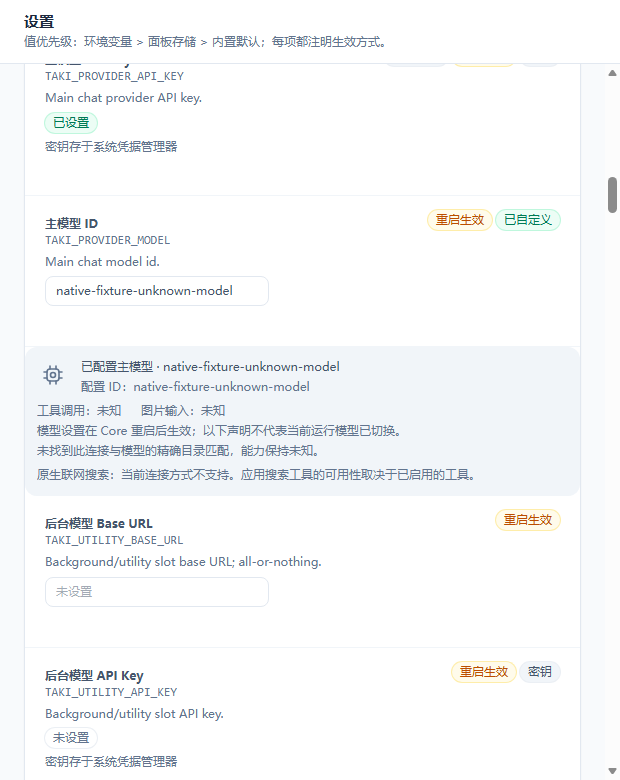 设置
值优先级：环境变量 > 面板存储 > 内置默认；每项都注明生效方式。
TAKI_PROVIDER_API_KEY
Main chat provider API key.
已设置
密钥存于系统凭据管理器
主模型 ID
重启生效
已自定义
TAKI_PROVIDER_MODEL
Main chat model id.
native-fixture-unknown-model
已配置主模型 · native-fixture-unknown-model
配置 ID：native-fixture-unknown-model
工具调用：未知 图片输入：未知
模型设置在 Core 重启后生效；以下声明不代表当前运行模型已切换。
未找到此连接与模型的精确目录匹配，能力保持未知。
原生联网搜索：当前连接方式不支持。应用搜索工具的可用性取决于已启用的工具。
后台模型 Base URL
重启生效
TAKI_UTILITY_BASE_URL
Background/utility slot base URL; all-or-nothing.
未设置
后台模型 API Key
重启生效
密钥
TAKI_UTILITY_API_KEY
Background/utility slot API key.
未设置
密钥存于系统凭据管理器